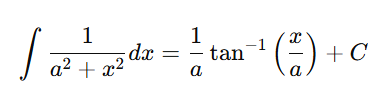 ∫ 1/(a² + x²) dx = 1/a tan⁻¹ (x/a) + C